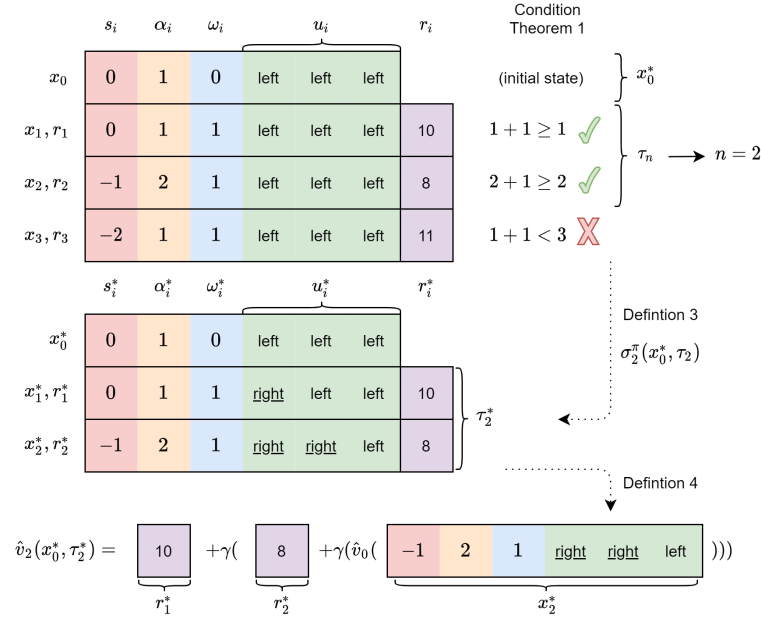 s_i α_i ω_i u_i r_i Condition Theorem 1
x_0 0 1 0 left left left (initial state) x_0^*
x_1, r_1 0 1 1 left left left 10 1 + 1 ≥ 1
x_2, r_2 −1 2 1 left left left 8 2 + 1 ≥ 2
τ_n n = 2
x_3, r_3 −2 1 1 left left left 11 1 + 1 < 3
s_i^* α_i^* ω_i^* u_i^* r_i^*
x_0^* 0 1 0 left left left
x_1^*, r_1^* 0 1 1 right left left 10
x_2^*, r_2^* −1 2 1 right right left 8
τ_2^*
Defintion 3
σ_2^π(x_0^*, τ_2)
Defintion 4
v̂_2(x_0^*, τ_2^*) = 10 +γ( 8 +γ(v̂_0( −1 2 1 right right left )))
r_1^* r_2^* x_2^*